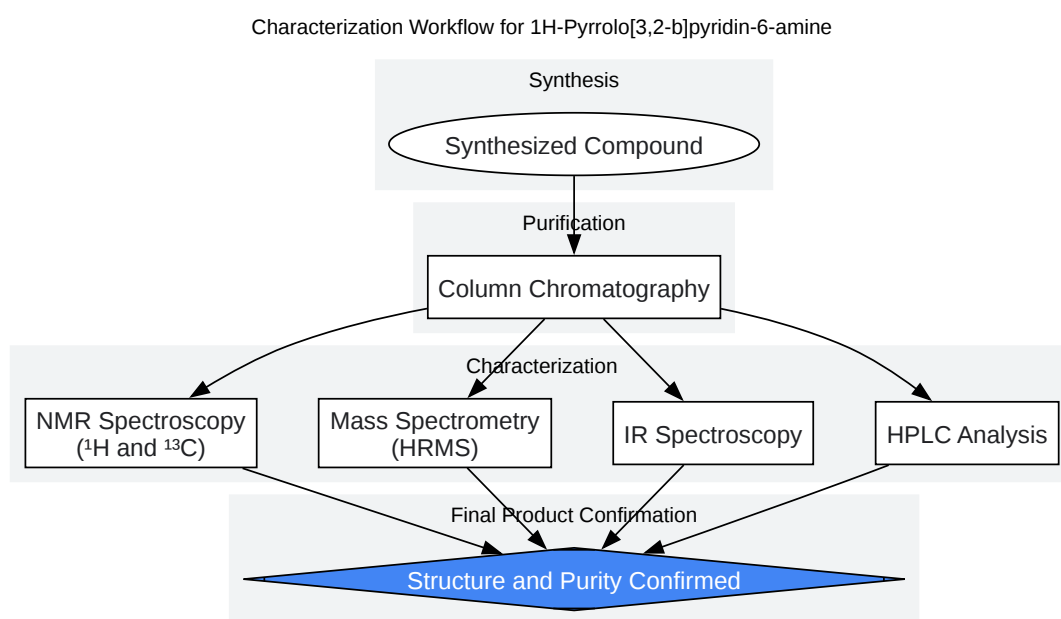 Characterization Workflow for 1H-Pyrrolo[3,2-b]pyridin-6-amine
Synthesis
Synthesized Compound
Purification
Column Chromatography
Characterization
NMR Spectroscopy
(¹H and ¹³C)
Mass Spectrometry
(HRMS)
IR Spectroscopy
HPLC Analysis
Final Product Confirmation
Structure and Purity Confirmed